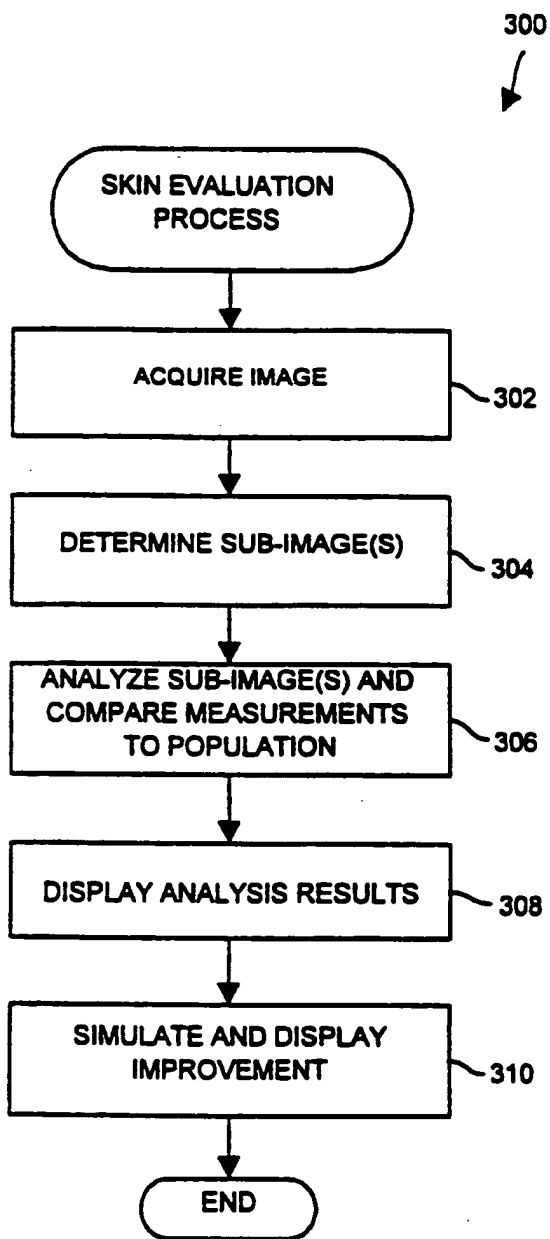 300
SKIN EVALUATION
PROCESS
ACQUIRE IMAGE
302
DETERMINE SUB-IMAGE(S)
304
ANALYZE SUB-IMAGE(S) AND
COMPARE MEASUREMENTS
TO POPULATION
306
DISPLAY ANALYSIS RESULTS
308
SIMULATE AND DISPLAY
IMPROVEMENT
310
END